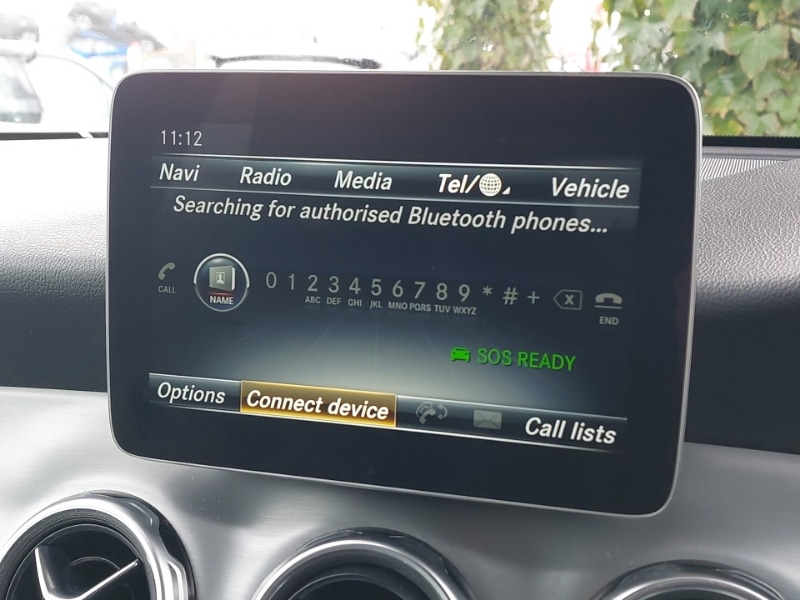 11:12
Navi Radio Media Tel/ Vehicle
Searching for authorised Bluetooth phones...
0 1 2 3 4 5 6 7 8 9 * # +
ABC DEF GHI JKL MNO PQRS TUV WXYZ
CALL NAME END
SOS READY
Options Connect device Call lists